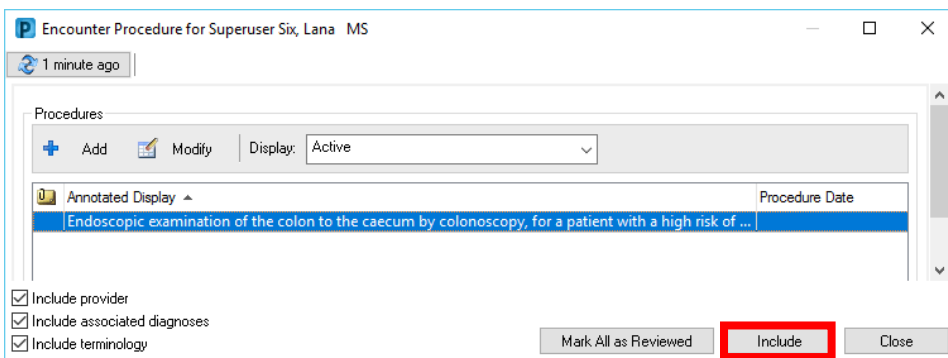 Encounter Procedure for Superuser Six, Lana MS
1 minute ago
Procedures
Add Modify Display: Active
Annotated Display Procedure Date
Endoscopic examination of the colon to the caecum by colonoscopy, for a patient with a high risk of ...
Include provider
Include associated diagnoses
Include terminology
Mark All as Reviewed Include Close